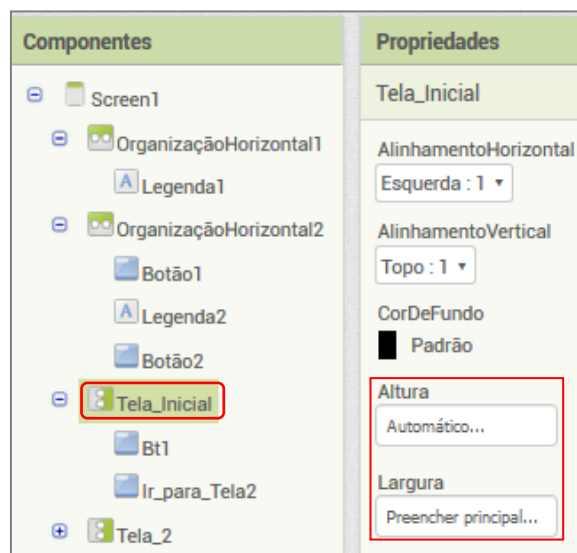 Componentes
Screen1
OrganizaçãoHorizontal1
A Legenda1
OrganizaçãoHorizontal2
Botão1
A Legenda2
Botão2
Tela_Inicial
Bt1
Ir_para_Tela2
Tela_2
Propriedades
Tela_Inicial
AlinhamentoHorizontal
Esquerda : 1
AlinhamentoVertical
Topo : 1
CorDeFundo
Padrão
Altura
Automático...
Largura
Preencher principal...